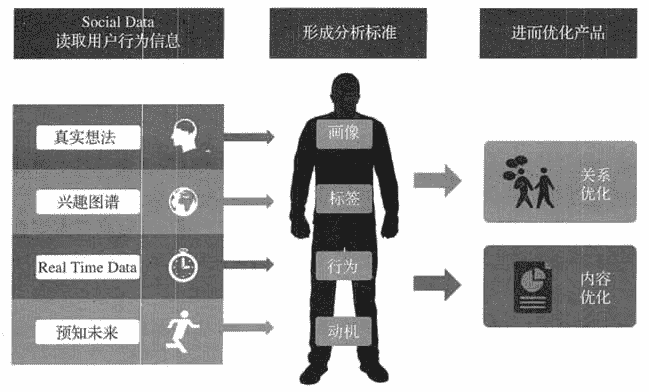 Social Data
读取用户行为信息
形成分析标准
进而优化产品
真实想法
兴趣图谱
Real Time Data
预知未来
画像
标签
行为
动机
关系
优化
内容
优化